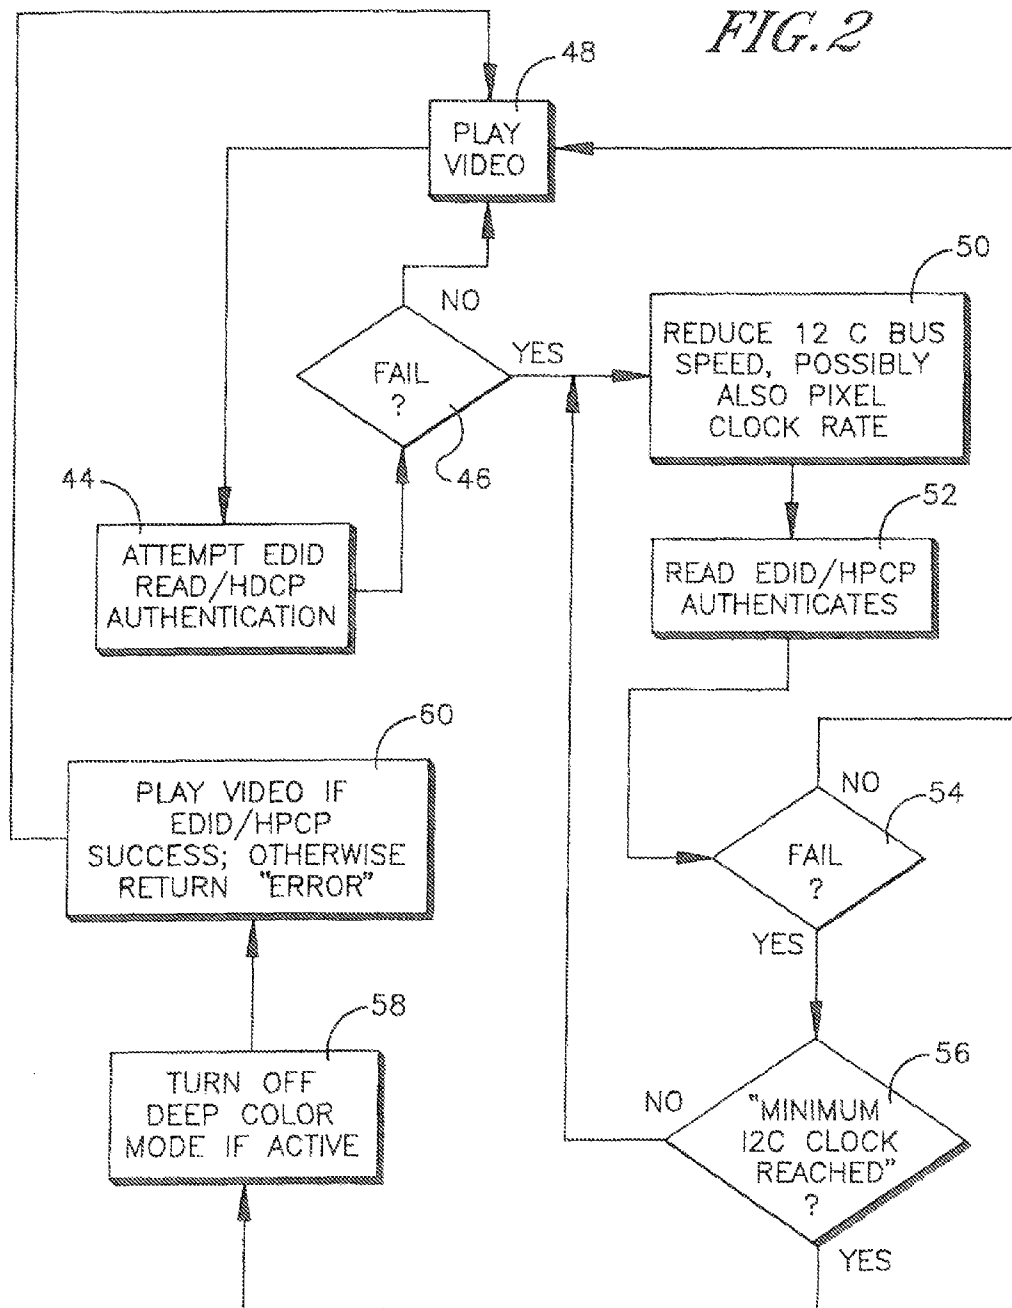 FIG. 2
48
PLAY
VIDEO
50
NO
REDUCE 12 C BUS
SPEED, POSSIBLY
ALSO PIXEL
CLOCK RATE
YES
FAIL
?
46
44
ATTEMPT EDID
READ/HDCP
AUTHENTICATION
52
READ EDID/HPCP
AUTHENTICATES
60
PLAY VIDEO IF
EDID/HPCP
SUCCESS; OTHERWISE
RETURN "ERROR"
NO
54
FAIL
?
YES
58
TURN OFF
DEEP COLOR
MODE IF ACTIVE
56
NO
"MINIMUM
I2C CLOCK
REACHED"
?
YES